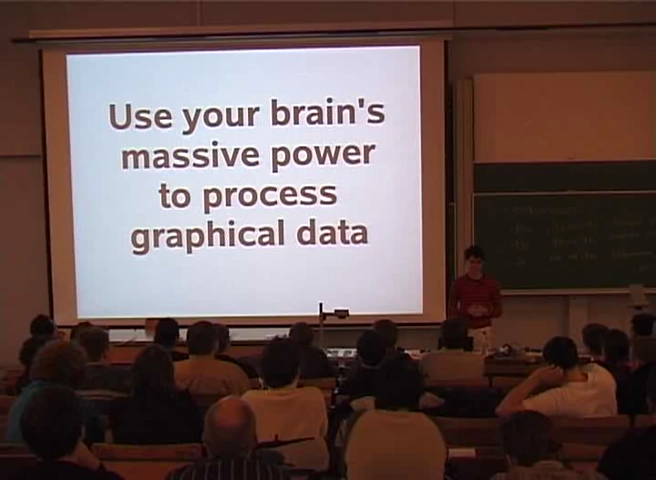 Use your brain's
massive power
to process
graphical data